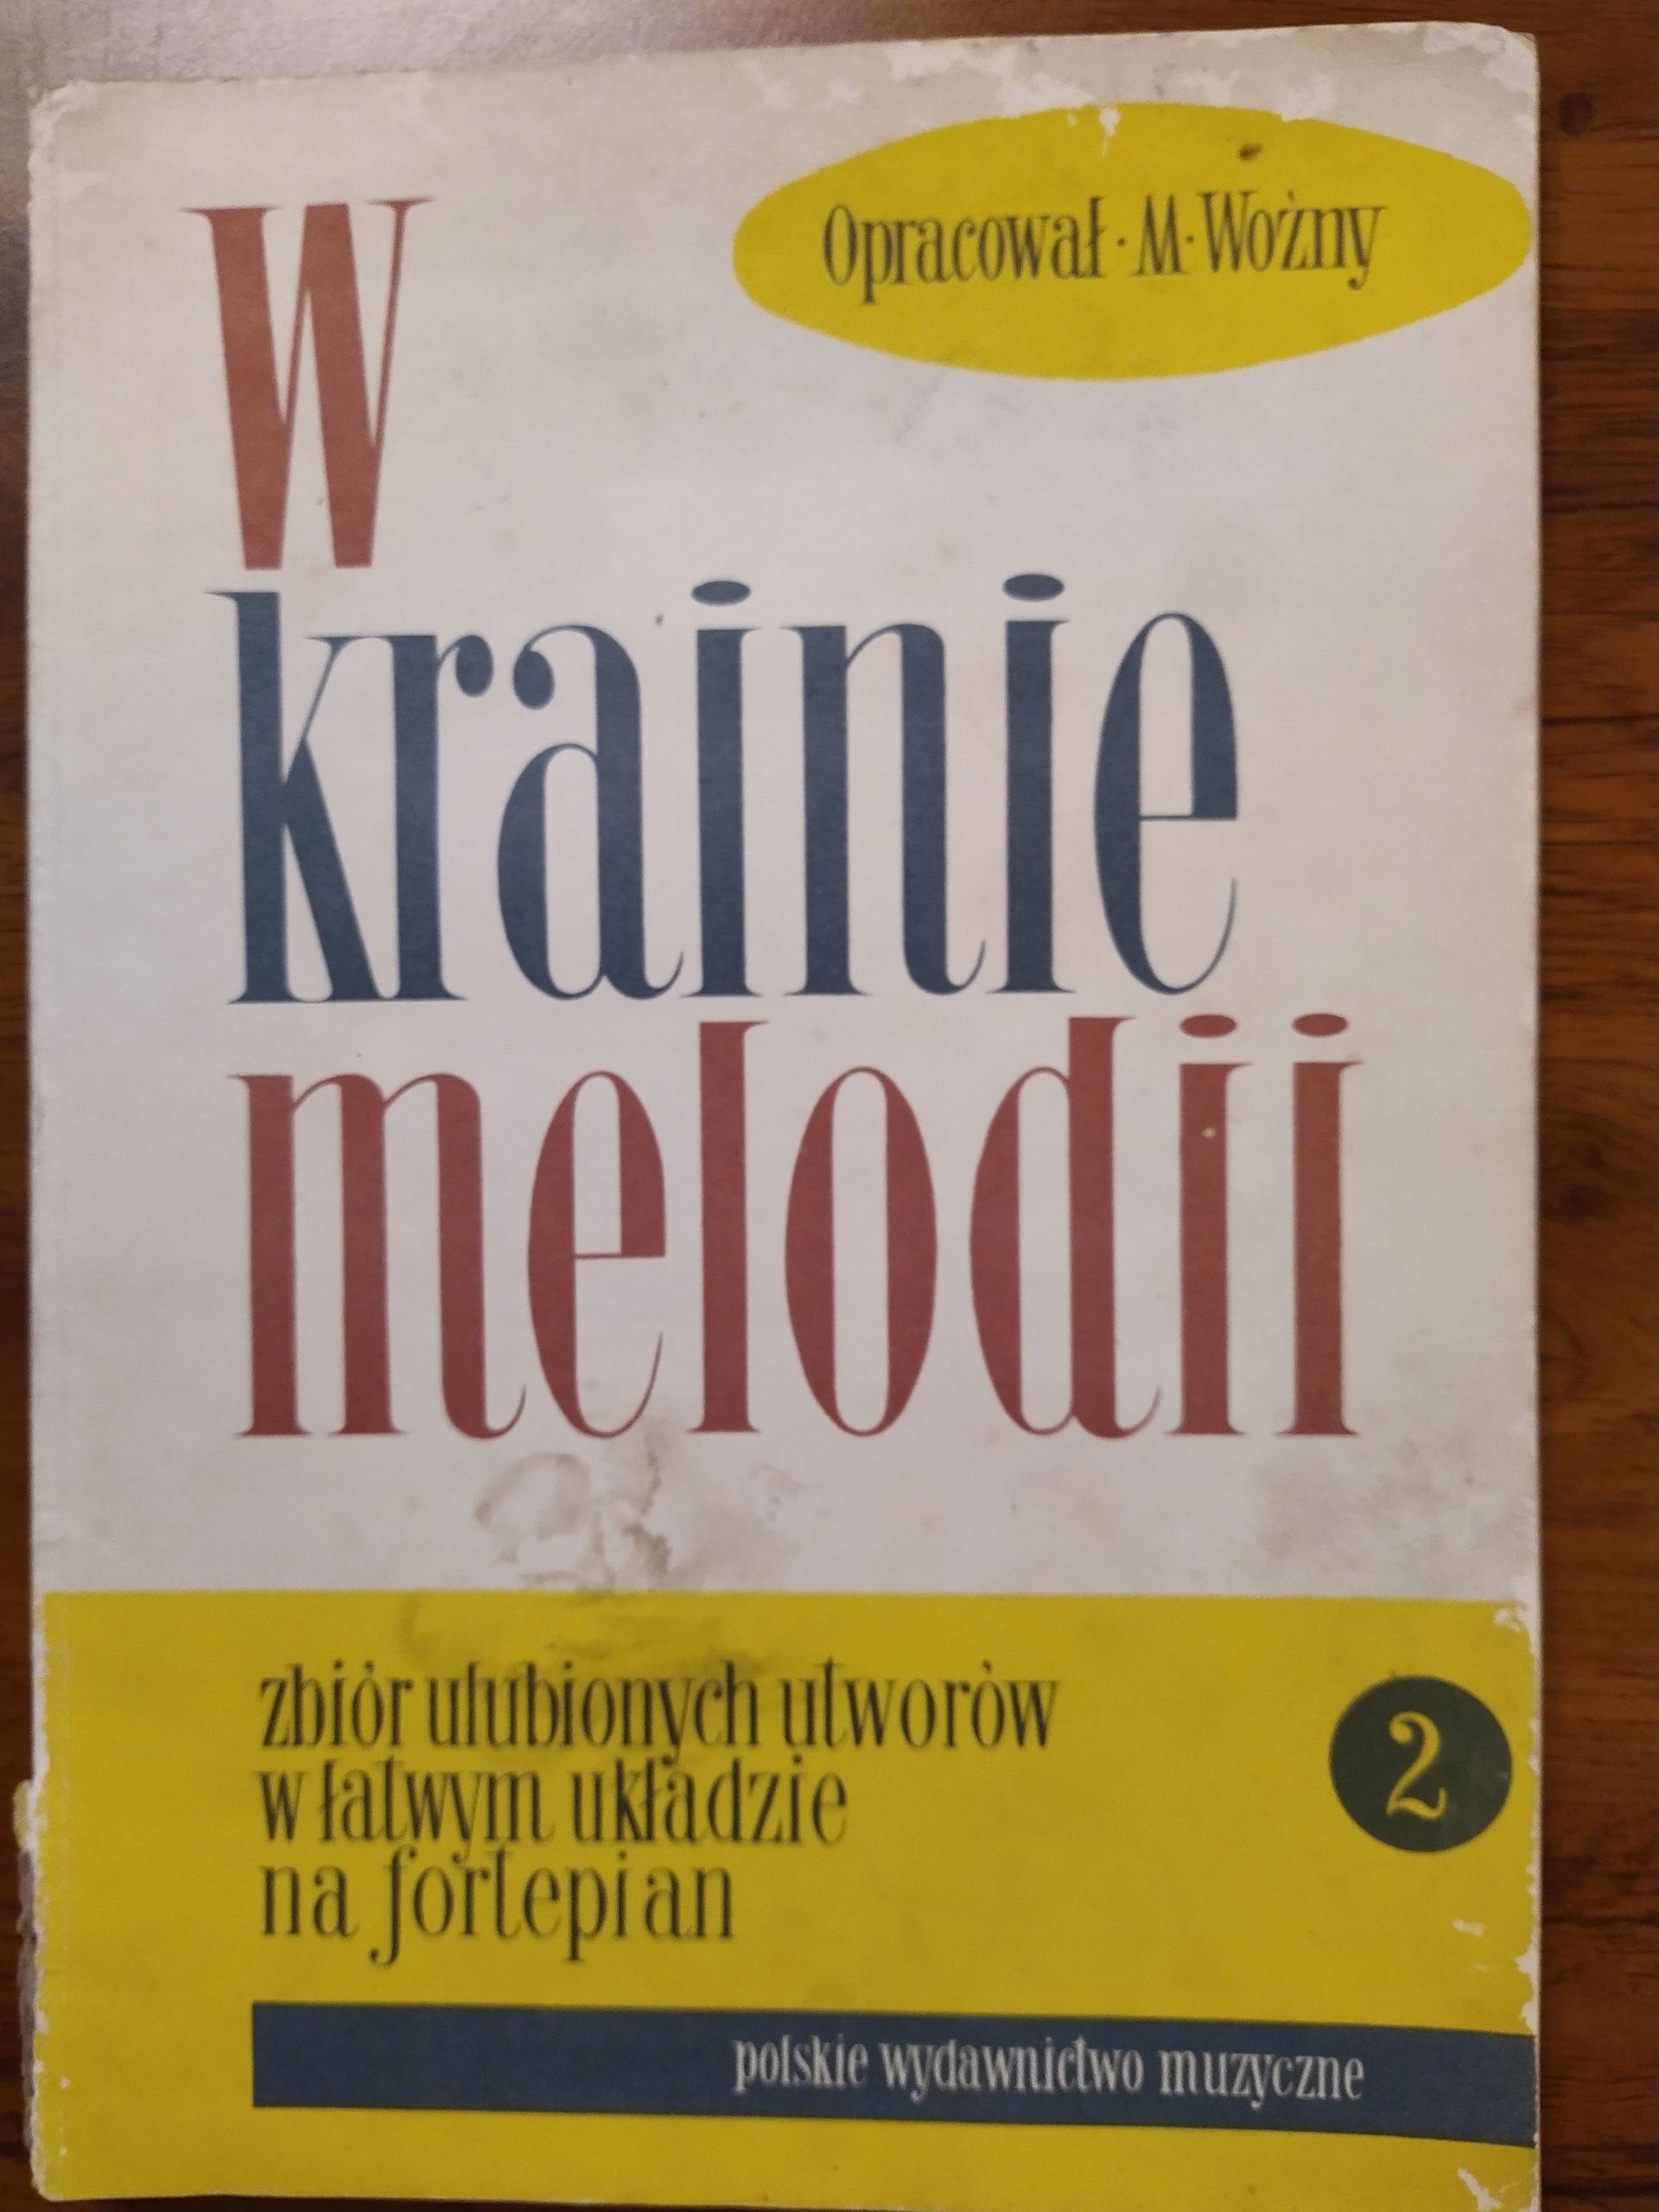 Opracował · M · Woźny
W
krainie
melodii
zbiór ulubionych utworów
w łatwym układzie
na fortepian
2
polskie wydawnictwo muzyczne